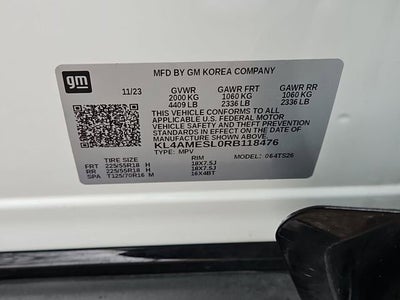 gm
MFD BY GM KOREA COMPANY
11/23 GVWR GAWR FRT GAWR RR
2000 KG 1060 KG 1060 KG
4409 LB 2336 LB 2336 LB
THIS VEHICLE CONFORMS TO ALL
APPLICABLE U.S. FEDERAL MOTOR
VEHICLE SAFETY AND THEFT
PREVENTION STANDARDS IN
EFFECT ON THE DATE OF
MANUFACTURE SHOWN ABOVE.
KL4AMESL0RB118476
TYPE: MPV
TIRE SIZE RIM MODEL: 064TS26
FRT 225/55R18 H 18X7.5J
RR 225/55R18 H 18X7.5J
SPA T125/70R16 M 16X4BT